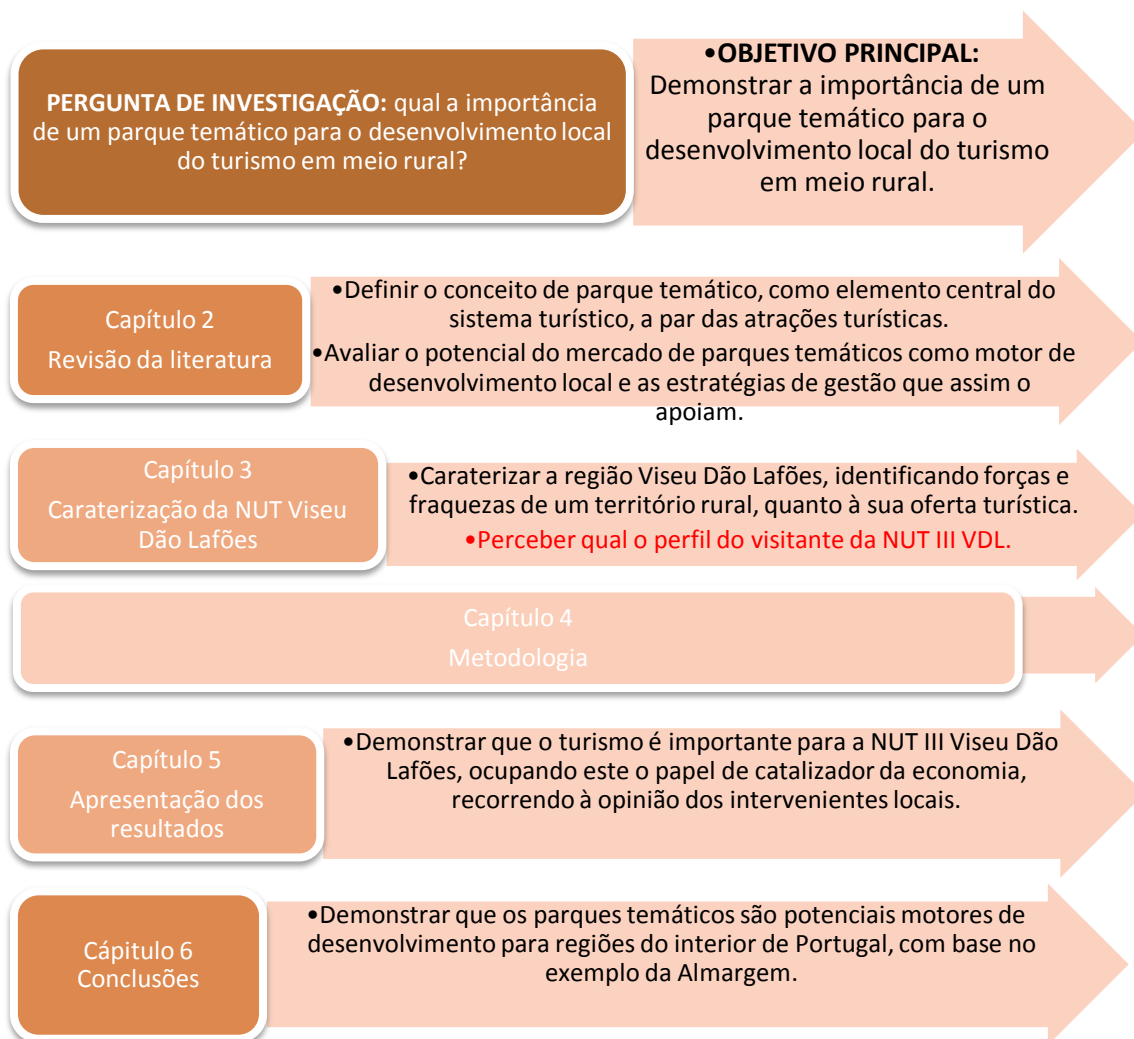 PERGUNTA DE INVESTIGAÇÃO: qual a importância
de um parque temático para o desenvolvimento local
do turismo em meio rural?
•OBJETIVO PRINCIPAL:
Demonstrar a importância de um
parque temático para o
desenvolvimento local do turismo
em meio rural.
Capítulo 2
Revisão da literatura
•Definir o conceito de parque temático, como elemento central do
sistema turístico, a par das atrações turísticas.
•Avaliar o potencial do mercado de parques temáticos como motor de
desenvolvimento local e as estratégias de gestão que assim o
apoiam.
Capítulo 3
Caraterização da NUT Viseu
Dão Lafões
•Caraterizar a região Viseu Dão Lafões, identificando forças e
fraquezas de um território rural, quanto à sua oferta turística.
•Perceber qual o perfil do visitante da NUT III VDL.
Capítulo 4
Metodologia
Capítulo 5
Apresentação dos
resultados
•Demonstrar que o turismo é importante para a NUT III Viseu Dão
Lafões, ocupando este o papel de catalizador da economia,
recorrendo à opinião dos intervenientes locais.
Cápitulo 6
Conclusões
•Demonstrar que os parques temáticos são potenciais motores de
desenvolvimento para regiões do interior de Portugal, com base no
exemplo da Almargem.